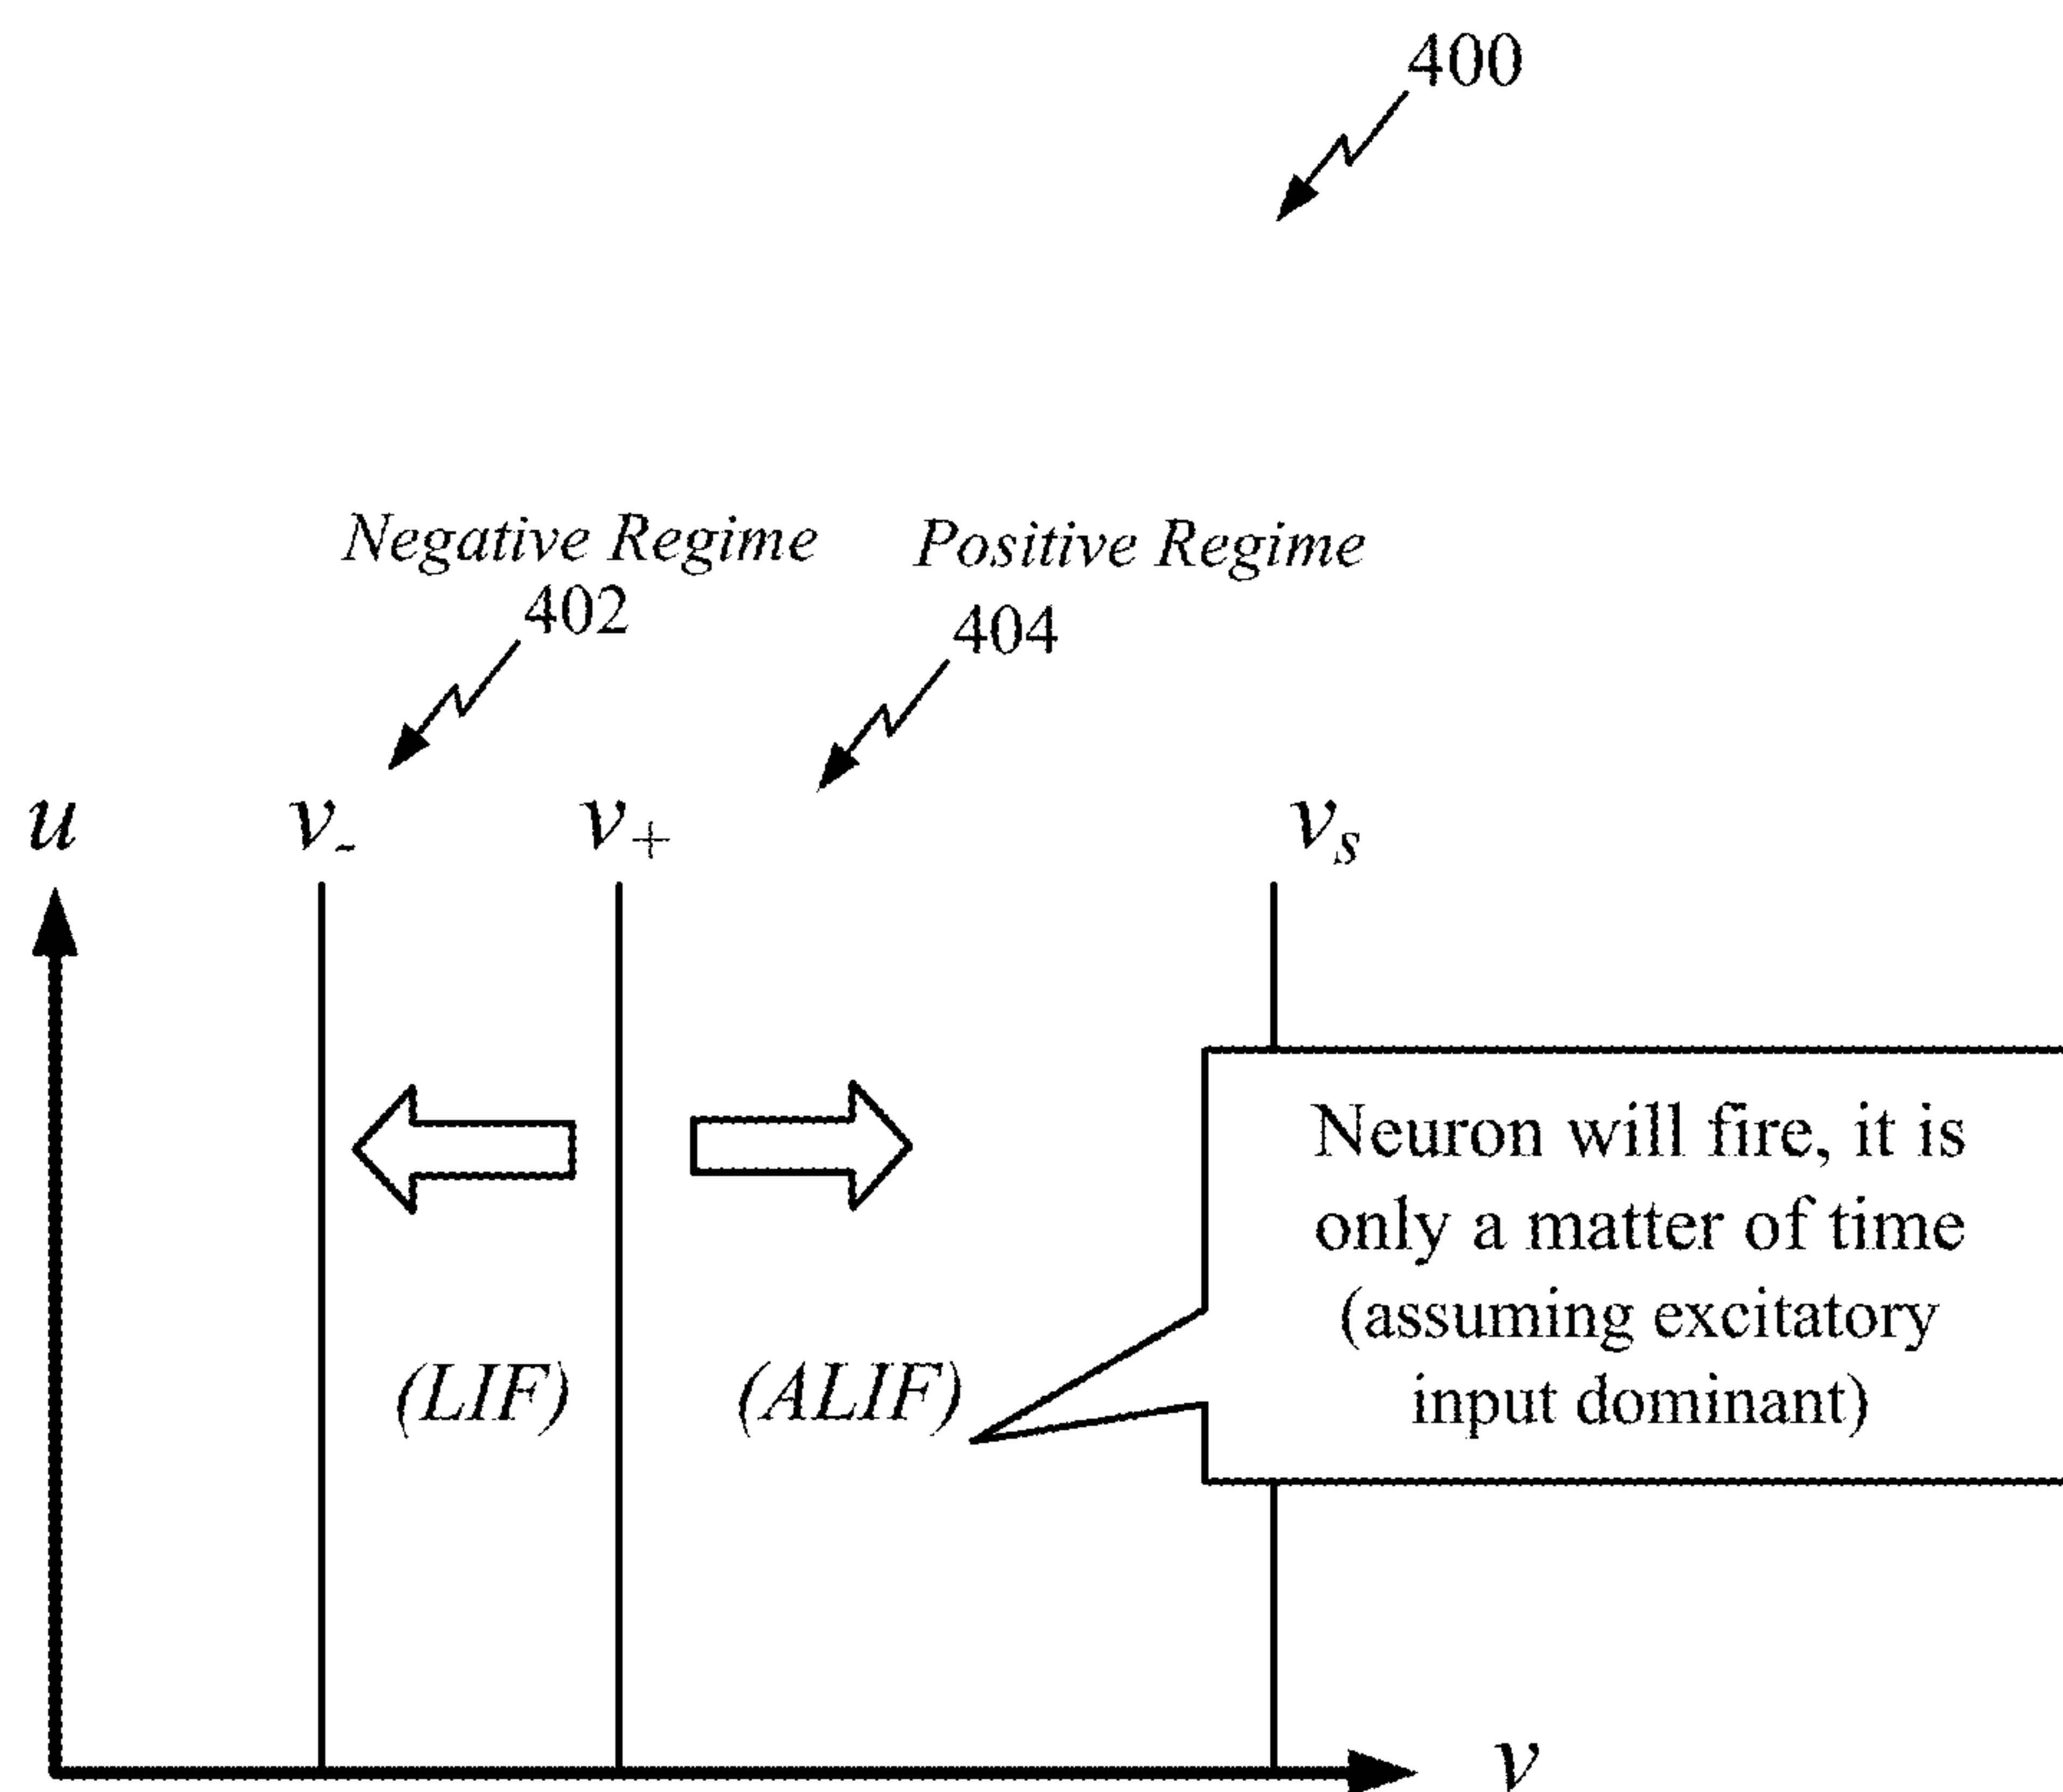 400
Negative Regime
402
Positive Regime
404
u
v-
v+
vs
Neuron will fire, it is
only a matter of time
(assuming excitatory
input dominant)
(LIF)
(ALIF)
v